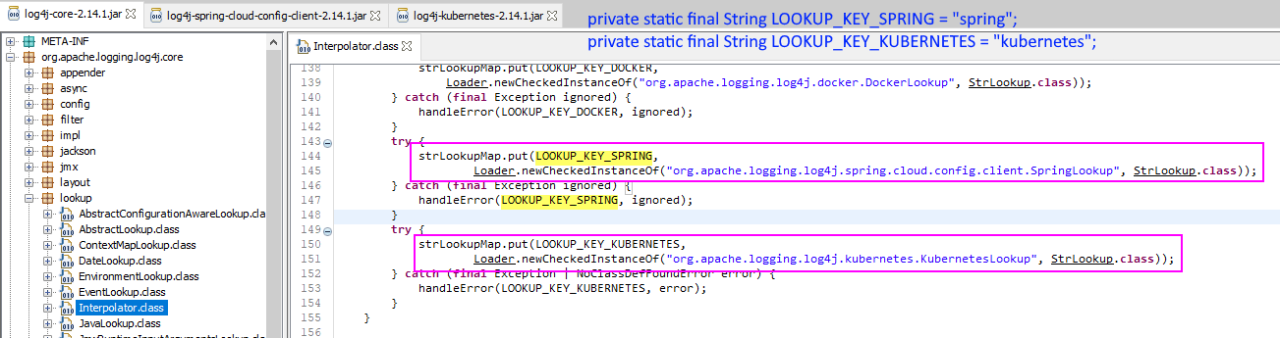 log4j-core-2.14.1.jar
log4j-spring-cloud-config-client-2.14.1.jar
log4j-kubernetes-2.14.1.jar
private static final String LOOKUP_KEY_SPRING = "spring";
private static final String LOOKUP_KEY_KUBERNETES = "kubernetes";
META-INF
org.apache.logging.log4j.core
appender
async
config
filter
impl
jackson
jmx
layout
lookup
AbstractConfigurationAwareLookup.cla
AbstractLookup.class
ContextMapLookup.class
DateLookup.class
EnvironmentLookup.class
EventLookup.class
Interpolator.class
JavaLookup.class
JmxRuntimeInputArgumentsLookup.class
Interpolator.class
138 strLookupMap.put(LOOKUP_KEY_DOCKER,
139 Loader.newCheckedInstanceOf("org.apache.logging.log4j.docker.DockerLookup", StrLookup.class));
140 } catch (final Exception ignored) {
141 handleError(LOOKUP_KEY_DOCKER, ignored);
142 }
143 try {
144 strLookupMap.put(LOOKUP_KEY_SPRING,
145 Loader.newCheckedInstanceOf("org.apache.logging.log4j.spring.cloud.config.client.SpringLookup", StrLookup.class));
146 } catch (final Exception ignored) {
147 handleError(LOOKUP_KEY_SPRING, ignored);
148 }
149 try {
150 strLookupMap.put(LOOKUP_KEY_KUBERNETES,
151 Loader.newCheckedInstanceOf("org.apache.logging.log4j.kubernetes.KubernetesLookup", StrLookup.class));
152 } catch (final Exception | NoClassDefFoundError error) {
153 handleError(LOOKUP_KEY_KUBERNETES, error);
154 }
155 }
156